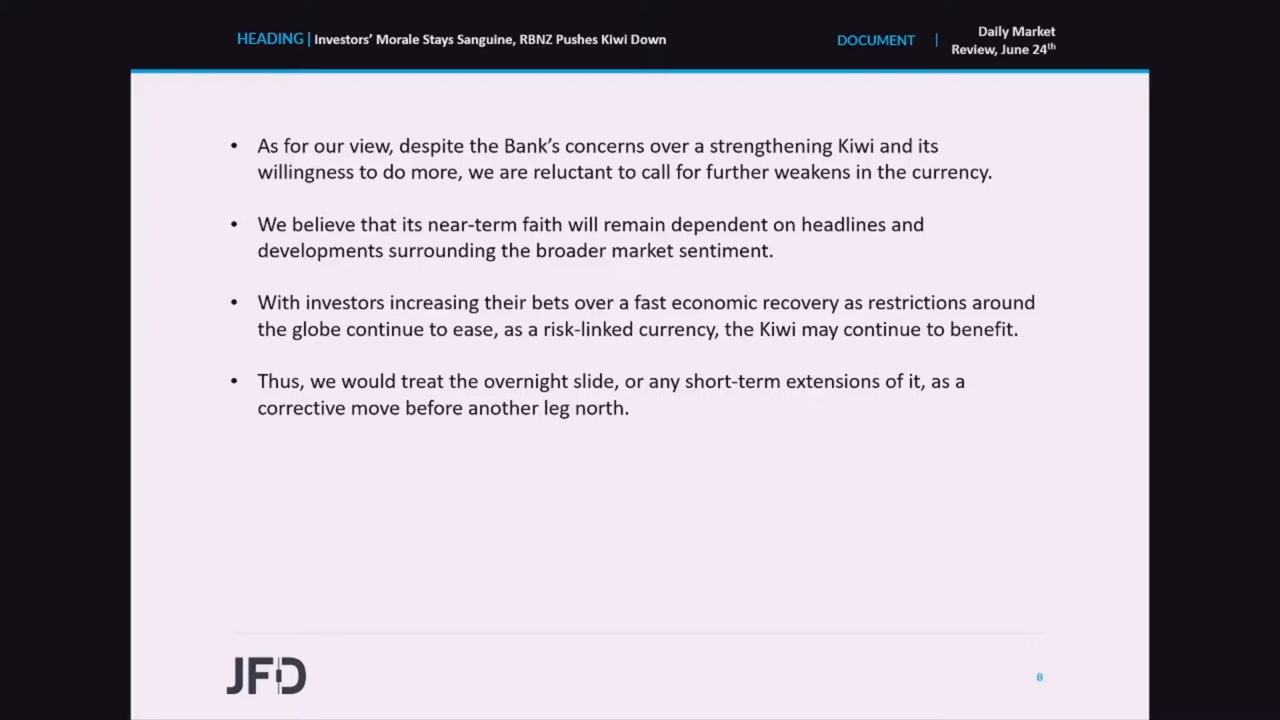 HEADING | Investors' Morale Stays Sanguine, RBNZ Pushes Kiwi Down
DOCUMENT | Daily Market
Review, June 24th
• As for our view, despite the Bank's concerns over a strengthening Kiwi and its
willingness to do more, we are reluctant to call for further weakens in the currency.
• We believe that its near-term faith will remain dependent on headlines and
developments surrounding the broader market sentiment.
• With investors increasing their bets over a fast economic recovery as restrictions around
the globe continue to ease, as a risk-linked currency, the Kiwi may continue to benefit.
• Thus, we would treat the overnight slide, or any short-term extensions of it, as a
corrective move before another leg north.
JFD
8